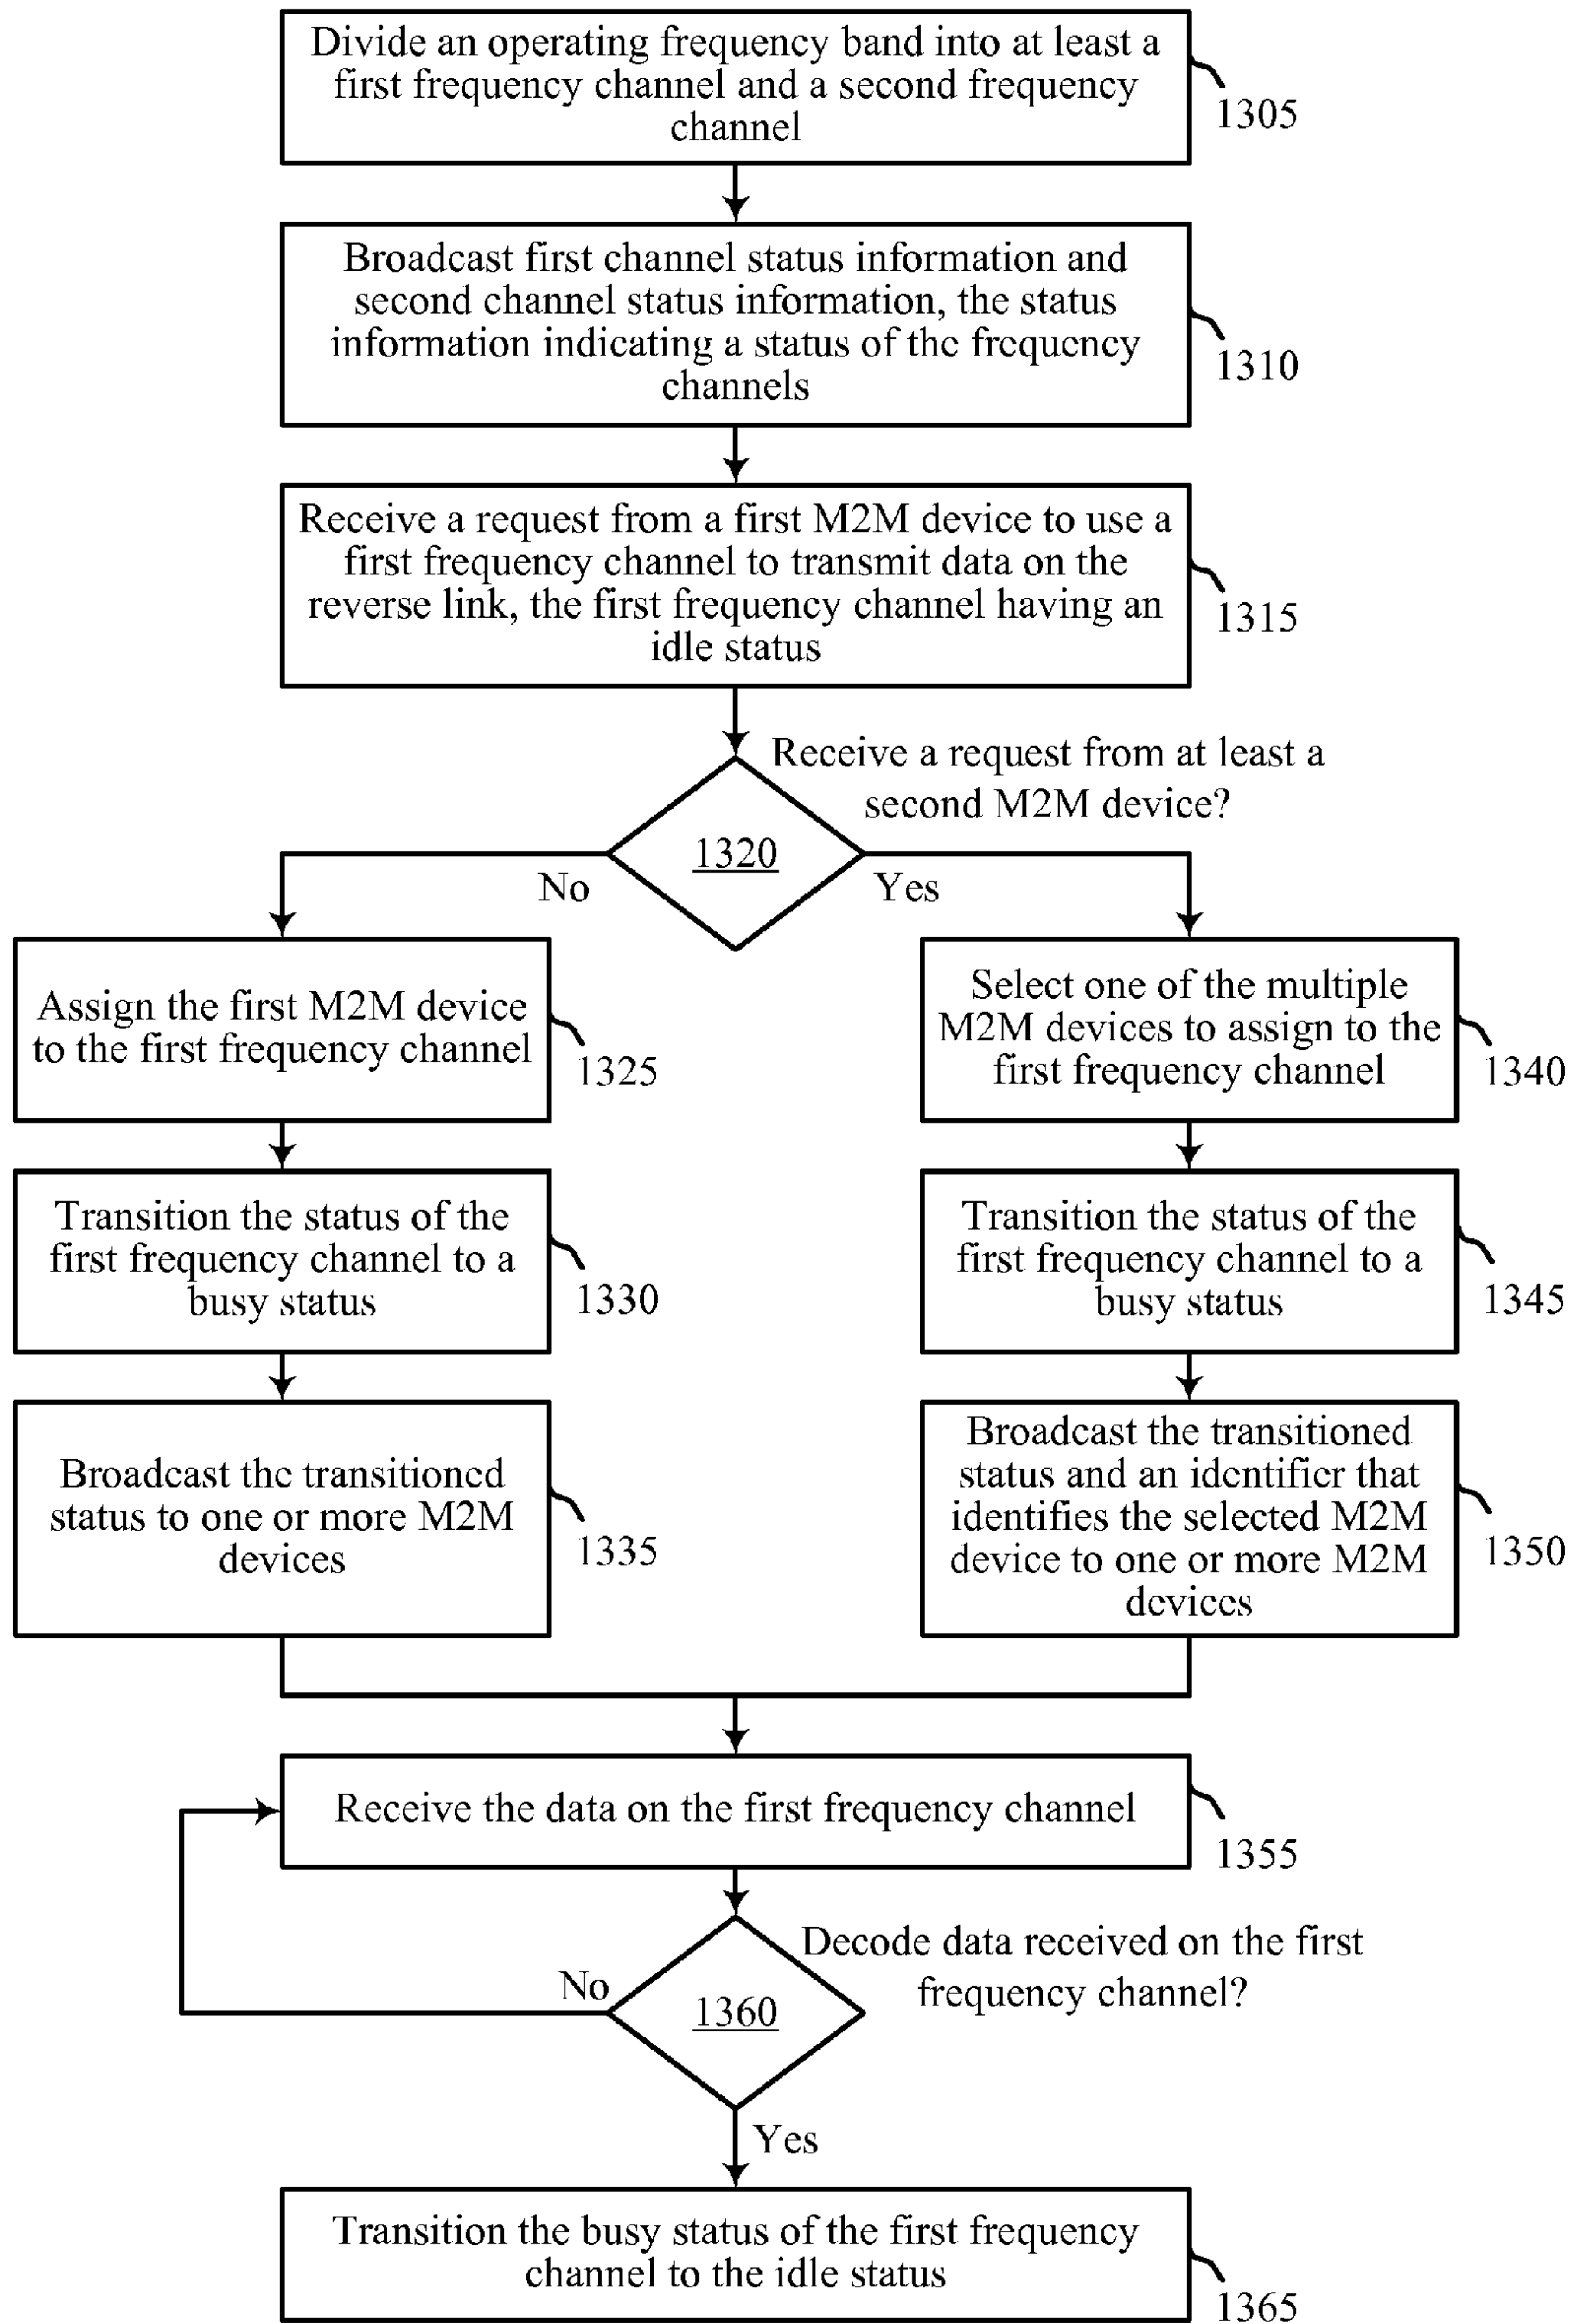 Divide an operating frequency band into at least a
first frequency channel and a second frequency
channel
1305
Broadcast first channel status information and
second channel status information, the status
information indicating a status of the frequency
channels
1310
Receive a request from a first M2M device to use a
first frequency channel to transmit data on the
reverse link, the first frequency channel having an
idle status
1315
Receive a request from at least a
second M2M device?
1320
No
Yes
Assign the first M2M device
to the first frequency channel
1325
Select one of the multiple
M2M devices to assign to the
first frequency channel
1340
Transition the status of the
first frequency channel to a
busy status
1330
Transition the status of the
first frequency channel to a
busy status
1345
Broadcast the transitioned
status to one or more M2M
devices
1335
Broadcast the transitioned
status and an identifier that
identifies the selected M2M
device to one or more M2M
devices
1350
Receive the data on the first frequency channel
1355
Decode data received on the first
frequency channel?
No
1360
Yes
Transition the busy status of the first frequency
channel to the idle status
1365